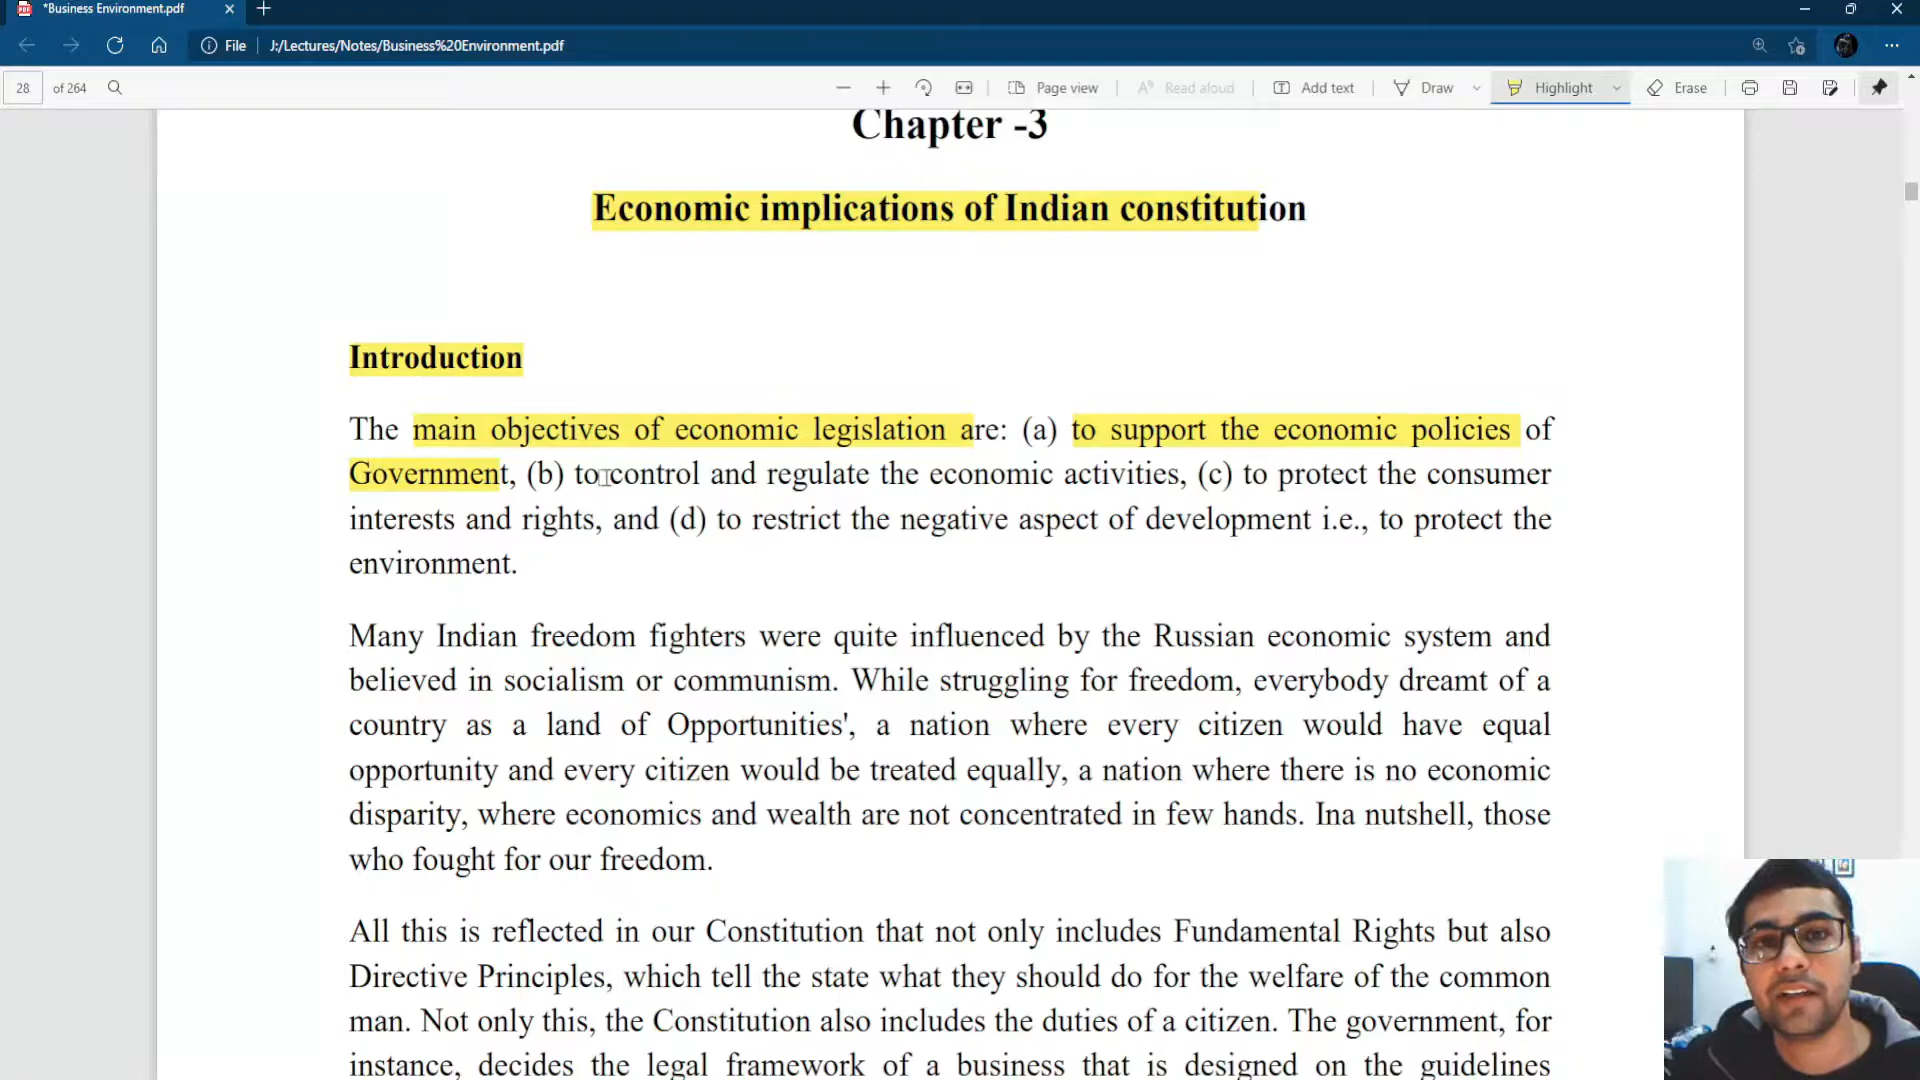 *Business Environment.pdf
File J:/Lectures/Notes/Business%20Environment.pdf
28 of 264 Page view Read aloud Add text Draw Highlight Erase
Chapter -3
Economic implications of Indian constitution
Introduction
The main objectives of economic legislation are: (a) to support the economic policies of
Government, (b) to control and regulate the economic activities, (c) to protect the consumer
interests and rights, and (d) to restrict the negative aspect of development i.e., to protect the
environment.
Many Indian freedom fighters were quite influenced by the Russian economic system and
believed in socialism or communism. While struggling for freedom, everybody dreamt of a
country as a land of Opportunities', a nation where every citizen would have equal
opportunity and every citizen would be treated equally, a nation where there is no economic
disparity, where economics and wealth are not concentrated in few hands. Ina nutshell, those
who fought for our freedom.
All this is reflected in our Constitution that not only includes Fundamental Rights but also
Directive Principles, which tell the state what they should do for the welfare of the common
man. Not only this, the Constitution also includes the duties of a citizen. The government, for
instance, decides the legal framework of a business that is designed on the guidelines